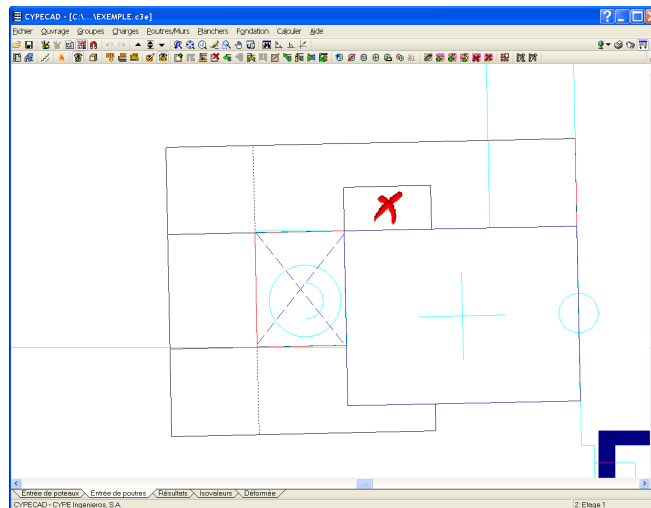 CYPECAD - [C:\...\EXEMPLE.c3e]
Fichier Ouvrage Groupes Charges Poutres/Murs Planchers Fondation Calculer Aide
Entrée de poteaux Entrée de poutres Résultats Isovaleurs Déformée
CYPECAD - CYPE Ingenieros, S.A. 2: Etage 1